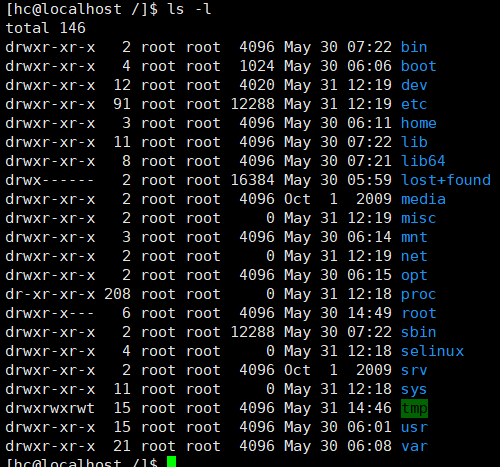 [hc@localhost /]$ ls -l
total 146
drwxr-xr-x   2 root root  4096 May 30 07:22 bin
drwxr-xr-x   4 root root  1024 May 30 06:06 boot
drwxr-xr-x  12 root root  4020 May 31 12:19 dev
drwxr-xr-x  91 root root 12288 May 31 12:19 etc
drwxr-xr-x   3 root root  4096 May 30 06:11 home
drwxr-xr-x  11 root root  4096 May 30 07:22 lib
drwxr-xr-x   8 root root  4096 May 30 07:21 lib64
drwx------   2 root root 16384 May 30 05:59 lost+found
drwxr-xr-x   2 root root  4096 Oct  1  2009 media
drwxr-xr-x   2 root root     0 May 31 12:19 misc
drwxr-xr-x   3 root root  4096 May 30 06:14 mnt
drwxr-xr-x   2 root root     0 May 31 12:19 net
drwxr-xr-x   2 root root  4096 May 30 06:15 opt
dr-xr-xr-x 208 root root     0 May 31 12:18 proc
drwxr-x---   6 root root  4096 May 30 14:49 root
drwxr-xr-x   2 root root 12288 May 30 07:22 sbin
drwxr-xr-x   4 root root     0 May 31 12:18 selinux
drwxr-xr-x   2 root root  4096 Oct  1  2009 srv
drwxr-xr-x  11 root root     0 May 31 12:18 sys
drwxrwxrwt  15 root root  4096 May 31 14:46 tmp
drwxr-xr-x  15 root root  4096 May 30 06:01 usr
drwxr-xr-x  21 root root  4096 May 30 06:08 var
[hc@localhost /]$